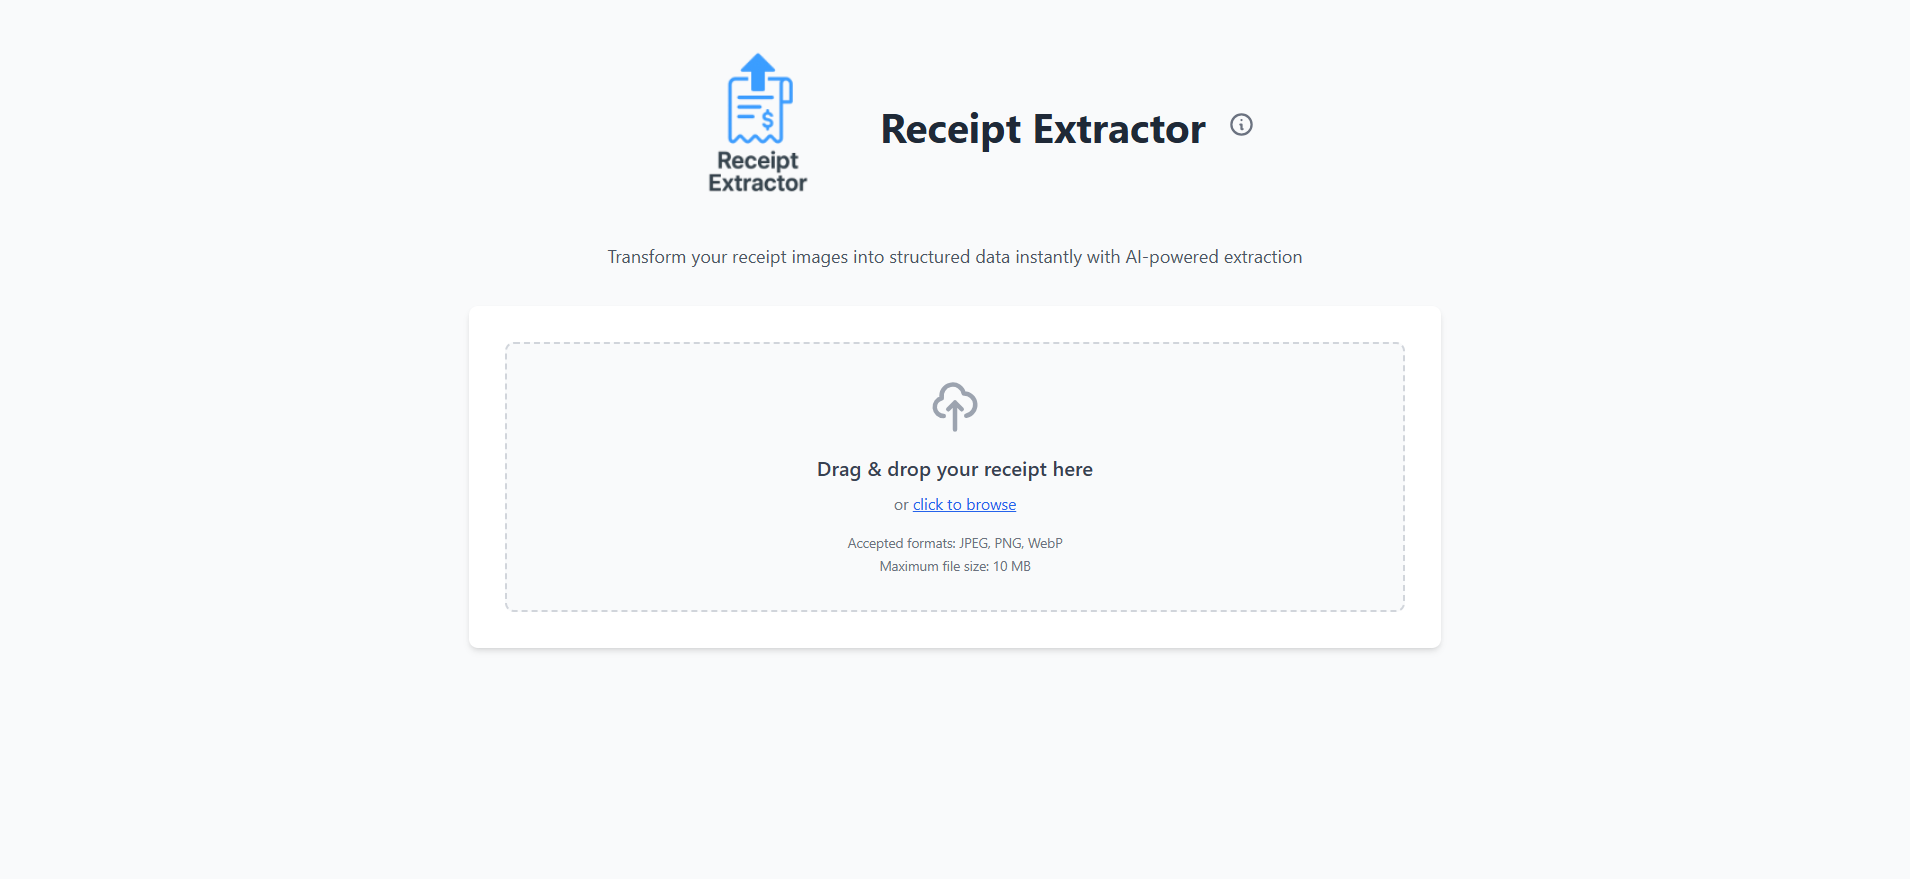 Receipt
Extractor
Receipt Extractor
Transform your receipt images into structured data instantly with AI-powered extraction
Drag & drop your receipt here
or click to browse
Accepted formats: JPEG, PNG, WebP
Maximum file size: 10 MB